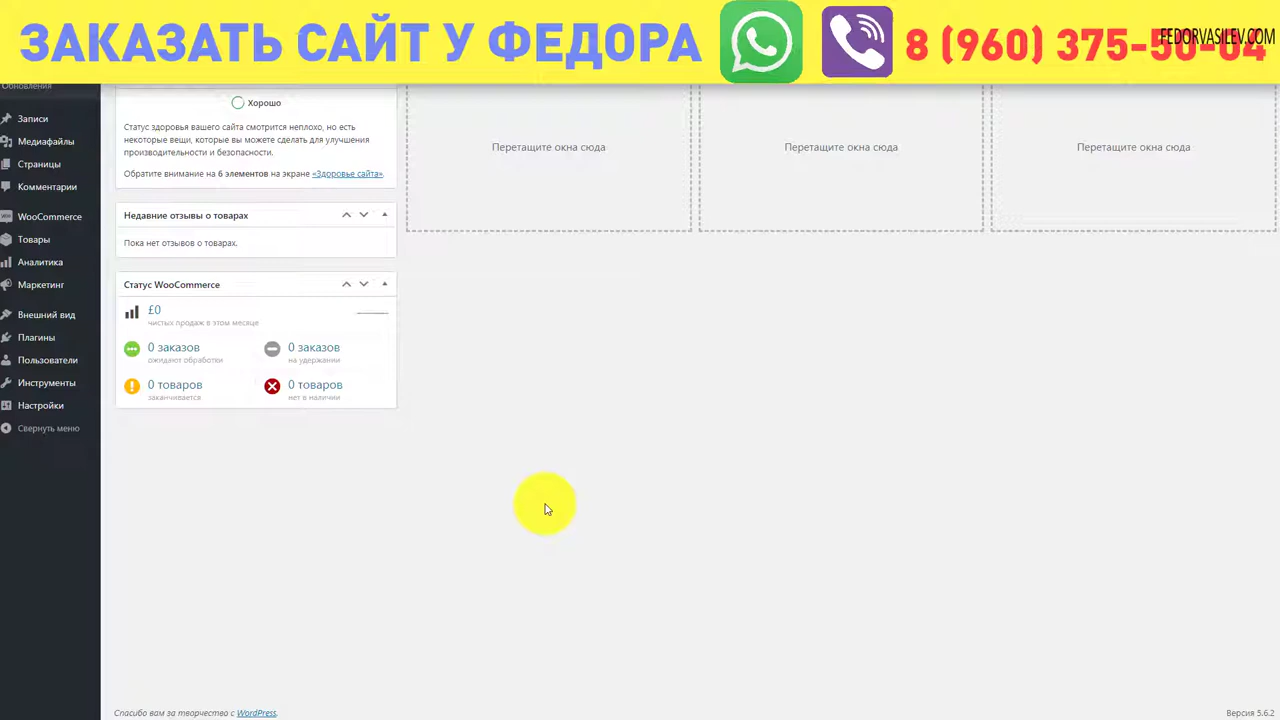 ЗАКАЗАТЬ САЙТ У ФЕДОРА
8 (960) 375-50-04
FEDORVASILEV.COM
Обновления
Записи
Медиафайлы
Страницы
Комментарии
WooCommerce
Товары
Аналитика
Маркетинг
Внешний вид
Плагины
Пользователи
Инструменты
Настройки
Свернуть меню
Хорошо
Статус здоровья вашего сайта смотрится неплохо, но есть
некоторые вещи, которые вы можете сделать для улучшения
производительности и безопасности.
Обратите внимание на 6 элементов на экране «Здоровье сайта».
Недавние отзывы о товарах
Пока нет отзывов о товарах.
Статус WooCommerce
£0
чистых продаж в этом месяце
0 заказов
ожидают обработки
0 заказов
на удержании
0 товаров
заканчивается
0 товаров
нет в наличии
Перетащите окна сюда
Перетащите окна сюда
Перетащите окна сюда
Спасибо вам за творчество с WordPress.
Версия 5.6.2